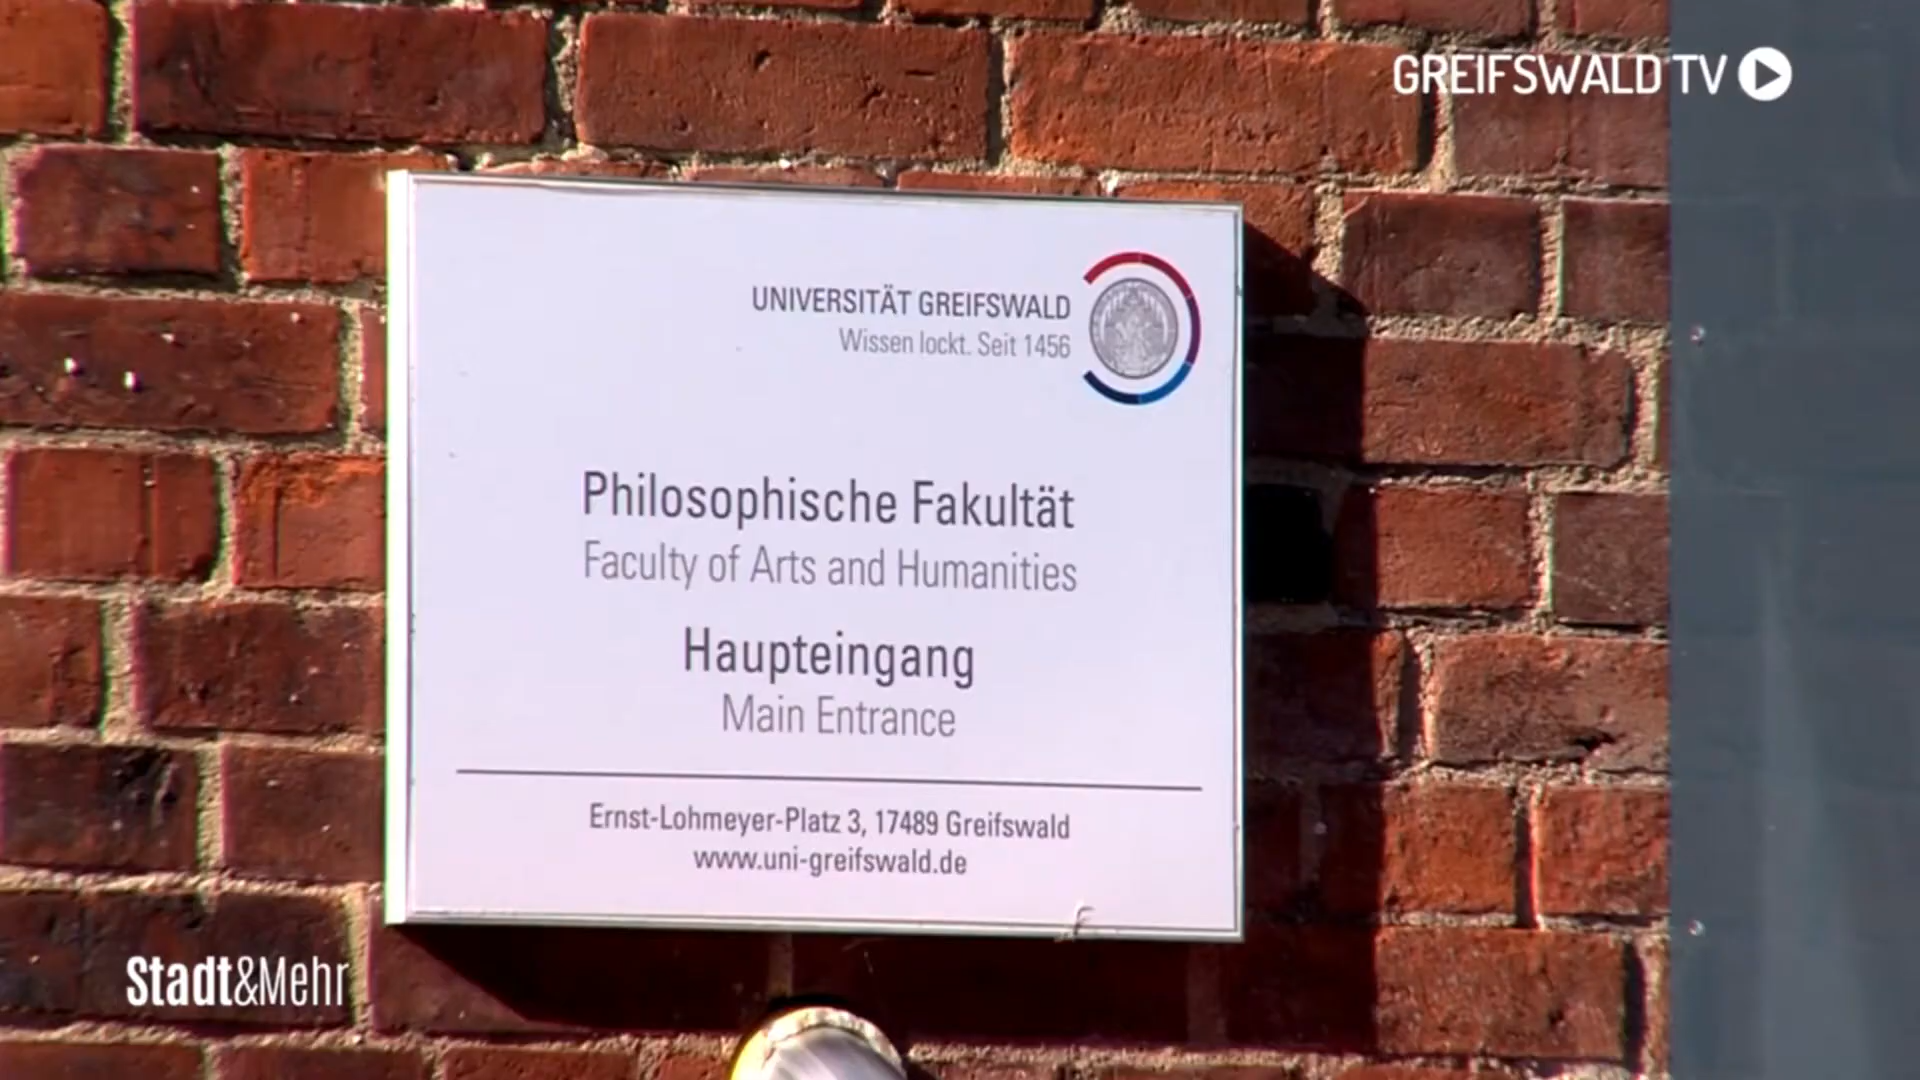 GREIFSWALD TV
UNIVERSITÄT GREIFSWALD
Wissen lockt. Seit 1456
Philosophische Fakultät
Faculty of Arts and Humanities
Haupteingang
Main Entrance
Ernst-Lohmeyer-Platz 3, 17489 Greifswald
www.uni-greifswald.de
Stadt&Mehr